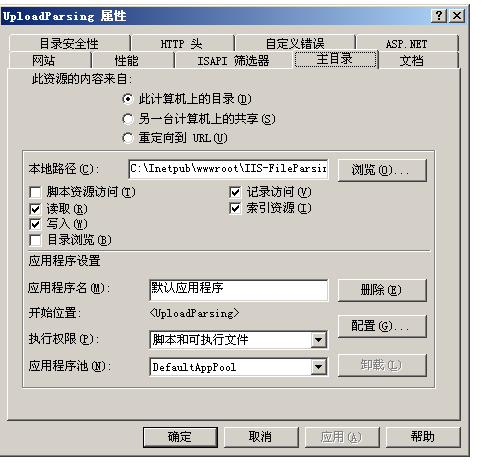 UploadParsing 属性
目录安全性 HTTP 头 自定义错误 ASP.NET
网站 性能 ISAPI 筛选器 主目录 文档
此资源的内容来自:
此计算机上的目录(D)
另一台计算机上的共享(S)
重定向到 URL(U)
本地路径(C): C:\Inetpub\wwwroot\IIS-FileParsir 浏览(O)...
脚本资源访问(T) 记录访问(V)
读取(R) 索引资源(I)
写入(W)
目录浏览(B)
应用程序设置
应用程序名(M): 默认应用程序 删除(E)
开始位置: <UploadParsing>
配置(G)...
执行权限(P): 脚本和可执行文件
应用程序池(N): DefaultAppPool 卸载(L)
确定 取消 应用(A) 帮助